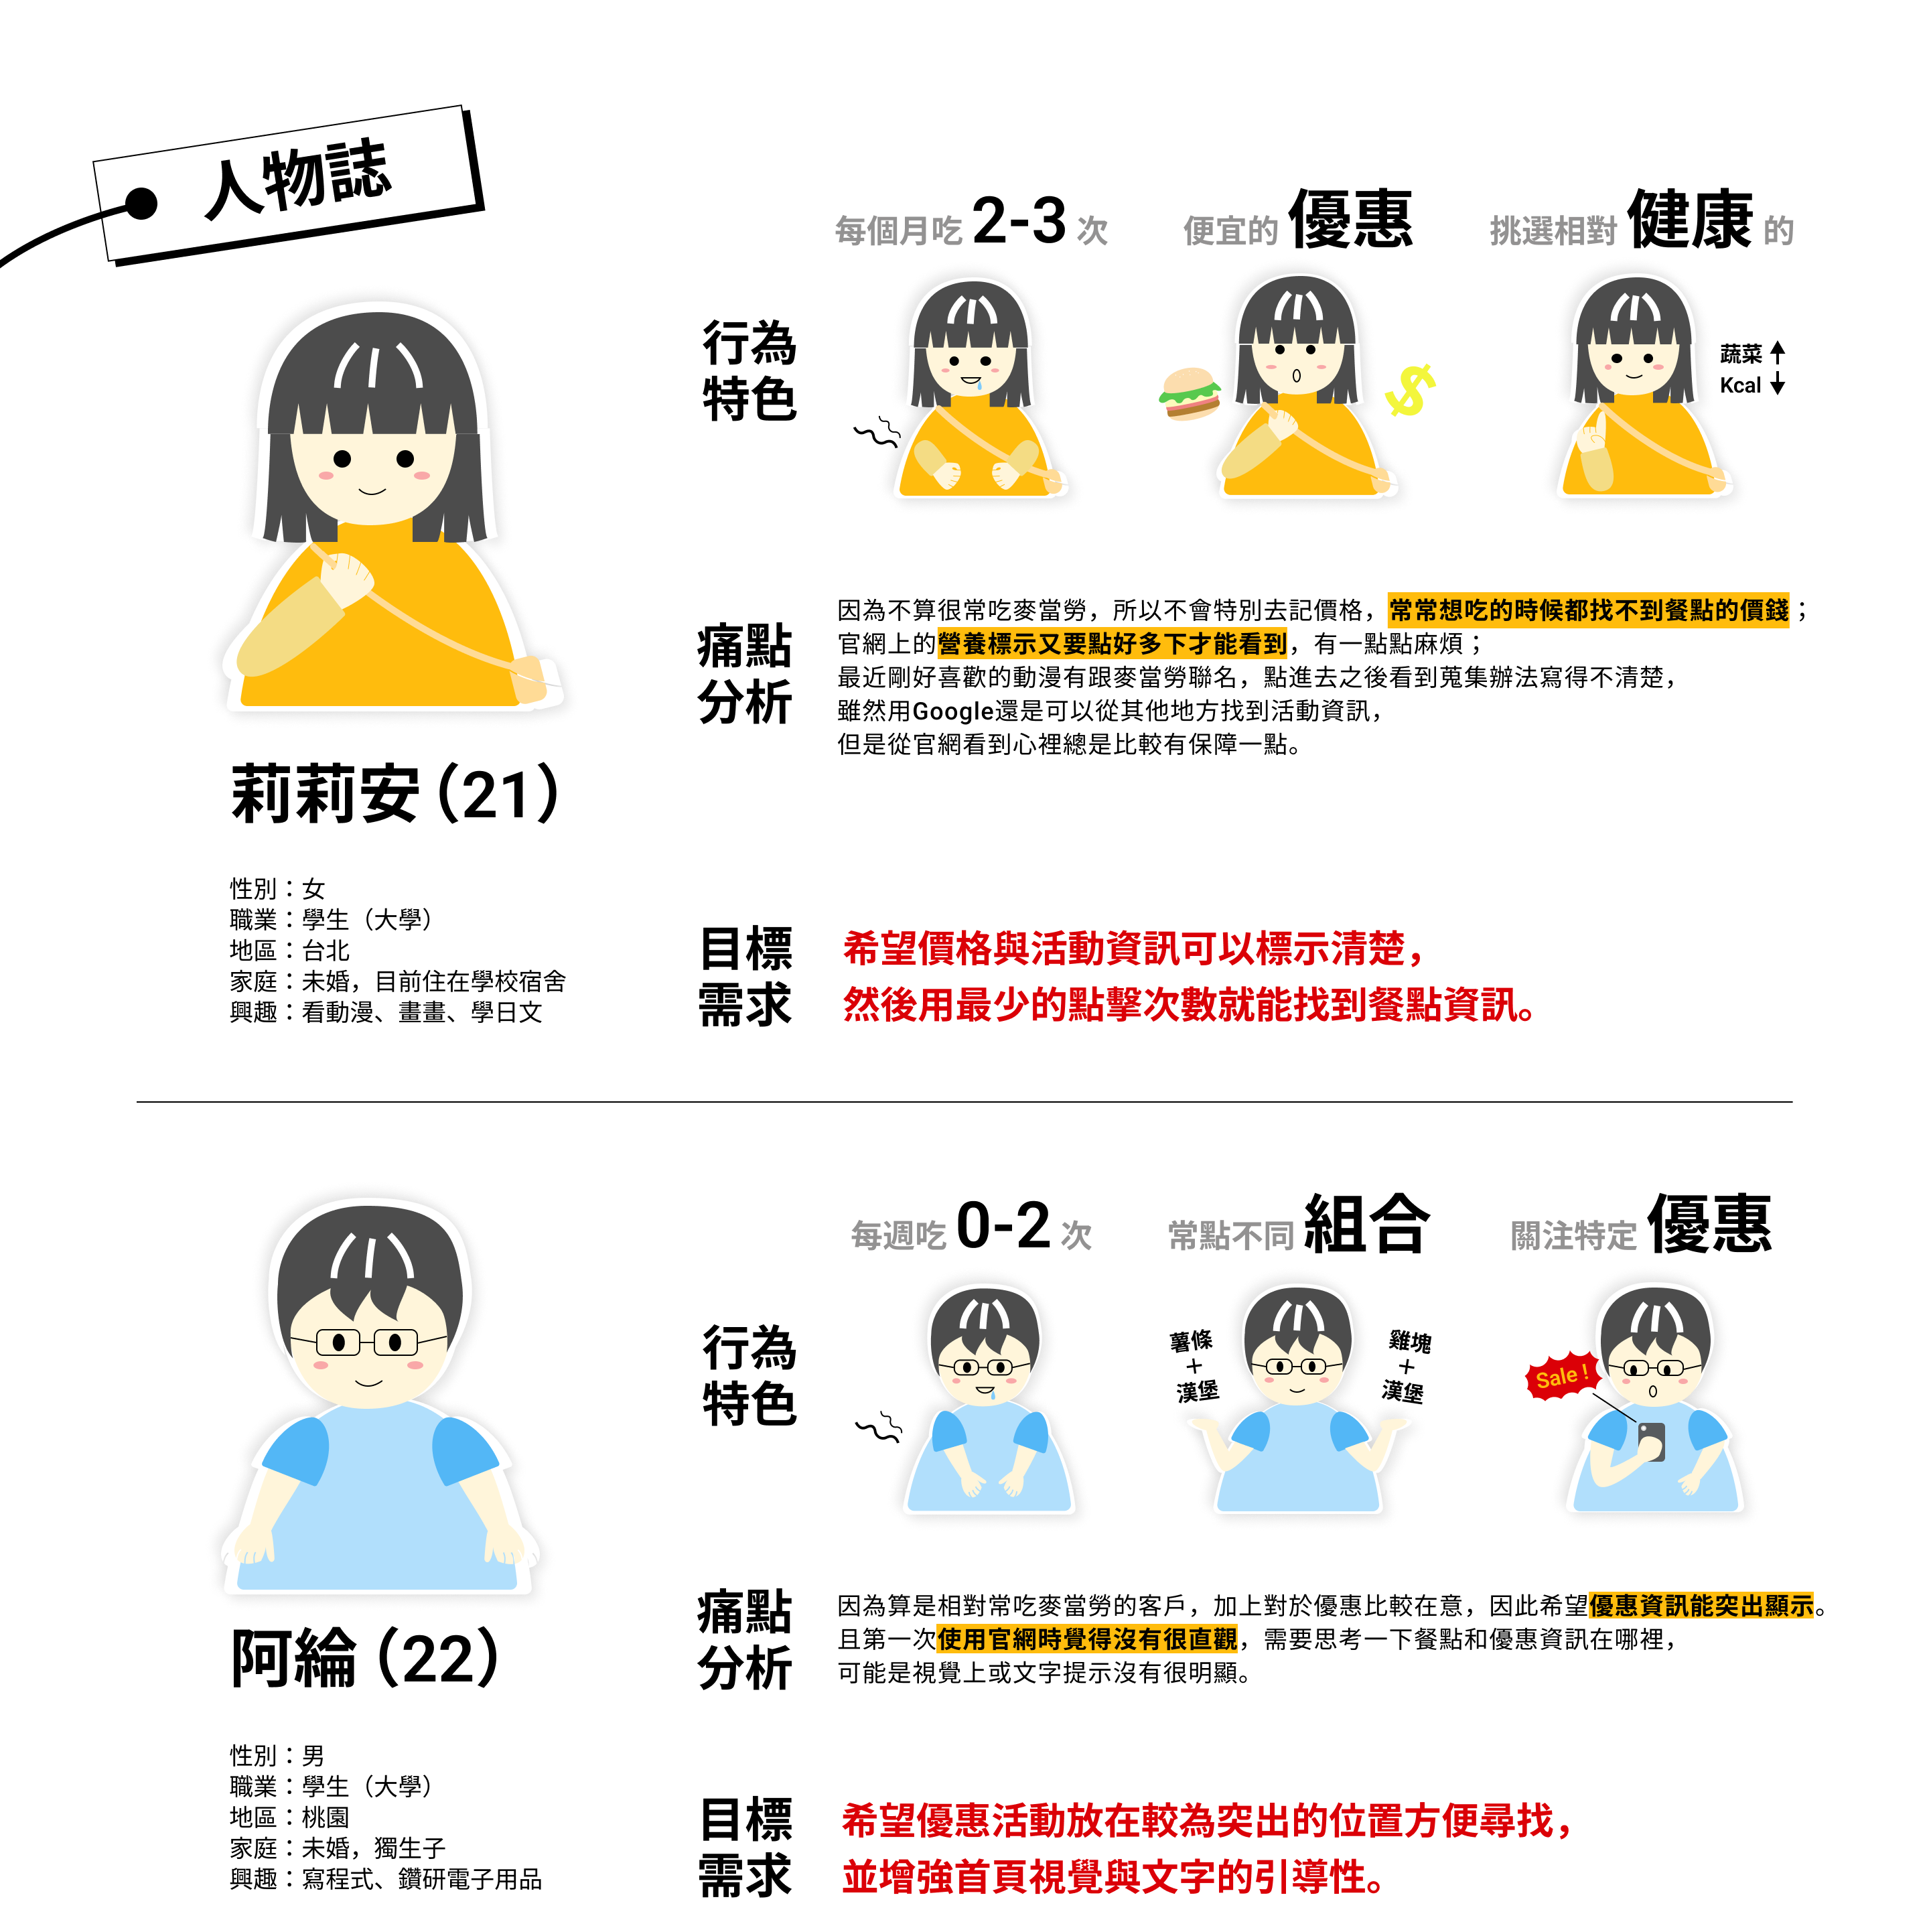 人物誌
每個月吃 2-3 次
便宜的 優惠
挑選相對 健康 的
行為
特色
蔬菜
Kcal
痛點
分析
因為不算很常吃麥當勞，所以不會特別去記價格，常常想吃的時候都找不到餐點的價錢；
官網上的營養標示又要點好多下才能看到，有一點點麻煩；
最近剛好喜歡的動漫有跟麥當勞聯名，點進去之後看到蒐集辦法寫得不清楚，
雖然用Google還是可以從其他地方找到活動資訊，
但是從官網看到心裡總是比較有保障一點。
莉莉安（21）
性別：女
職業：學生（大學）
地區：台北
家庭：未婚，目前住在學校宿舍
興趣：看動漫、畫畫、學日文
目標
需求
希望價格與活動資訊可以標示清楚，
然後用最少的點擊次數就能找到餐點資訊。
每週吃 0-2 次
常點不同 組合
關注特定 優惠
行為
特色
薯條
＋
漢堡
雞塊
＋
漢堡
Sale !
痛點
分析
因為算是相對常吃麥當勞的客戶，加上對於優惠比較在意，因此希望優惠資訊能突出顯示。
且第一次使用官網時覺得沒有很直觀，需要思考一下餐點和優惠資訊在哪裡，
可能是視覺上或文字提示沒有很明顯。
阿綸（22）
性別：男
職業：學生（大學）
地區：桃園
家庭：未婚，獨生子
興趣：寫程式、鑽研電子用品
目標
需求
希望優惠活動放在較為突出的位置方便尋找，
並增強首頁視覺與文字的引導性。